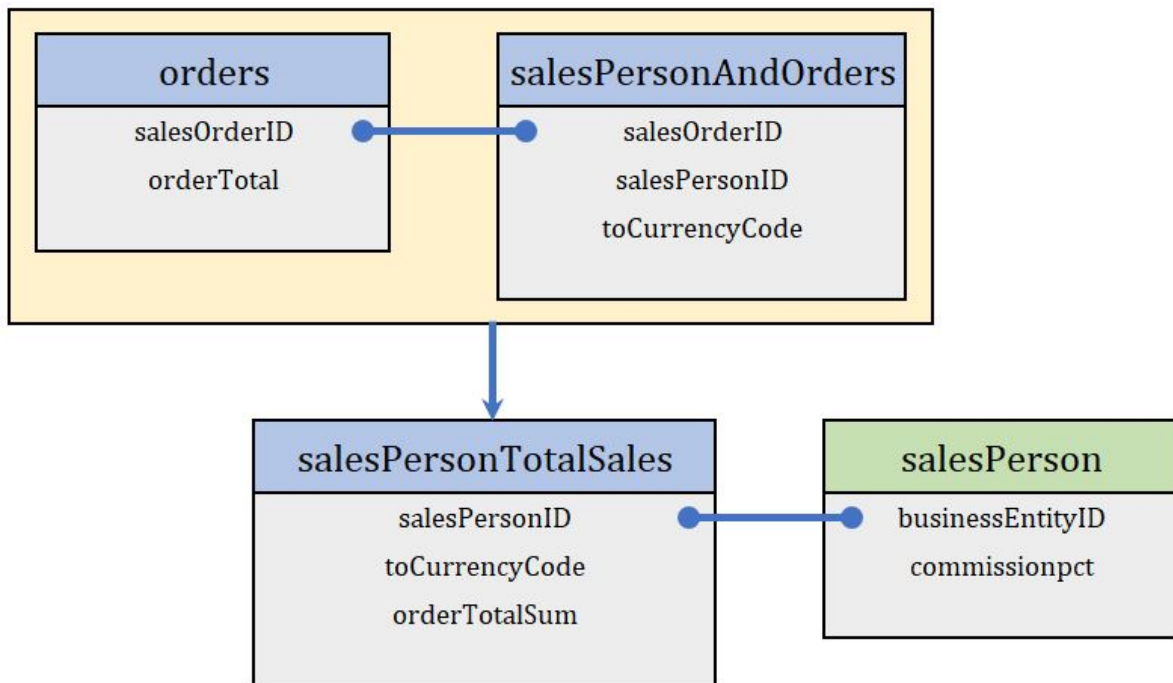 orders
salesOrderID
orderTotal
salesPersonAndOrders
salesOrderID
salesPersonID
toCurrencyCode
salesPersonTotalSales
salesPersonID
toCurrencyCode
orderTotalSum
salesPerson
businessEntityID
commissionpct